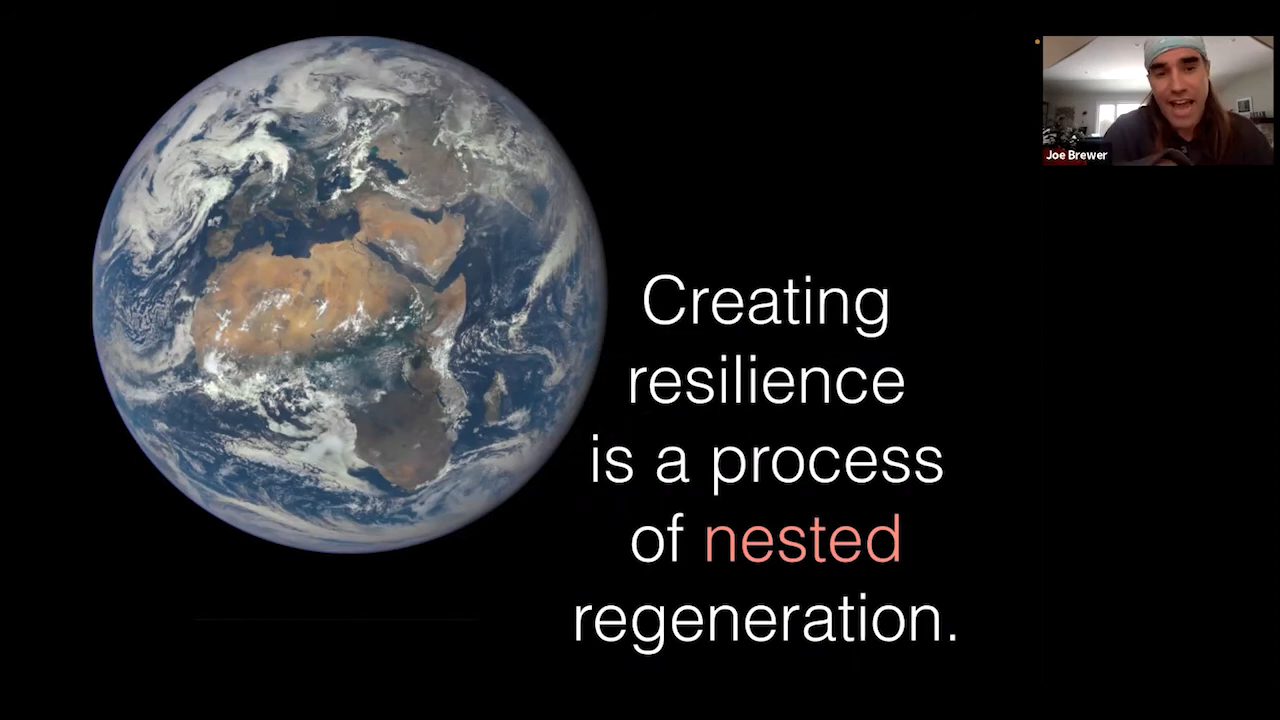 Joe Brewer
Creating
resilience
is a process
of nested
regeneration.